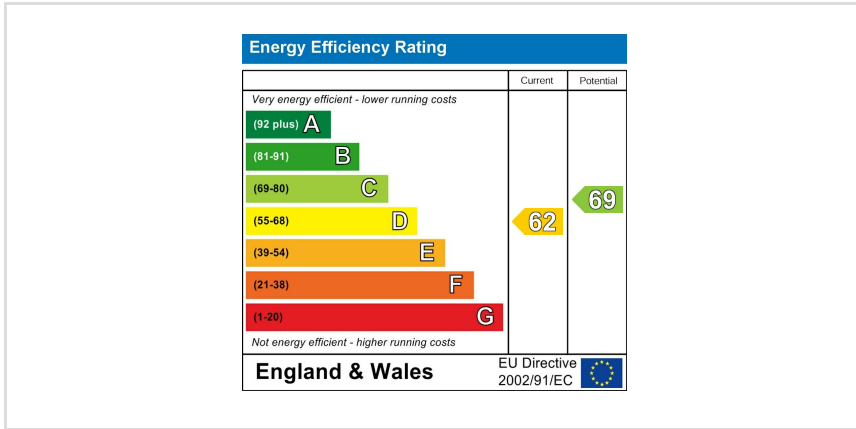 Energy Efficiency Rating
Current Potential
Very energy efficient - lower running costs
(92 plus) A
(81-91) B
(69-80) C
69
(55-68) D
62
(39-54) E
(21-38) F
(1-20) G
Not energy efficient - higher running costs
England & Wales
EU Directive
2002/91/EC